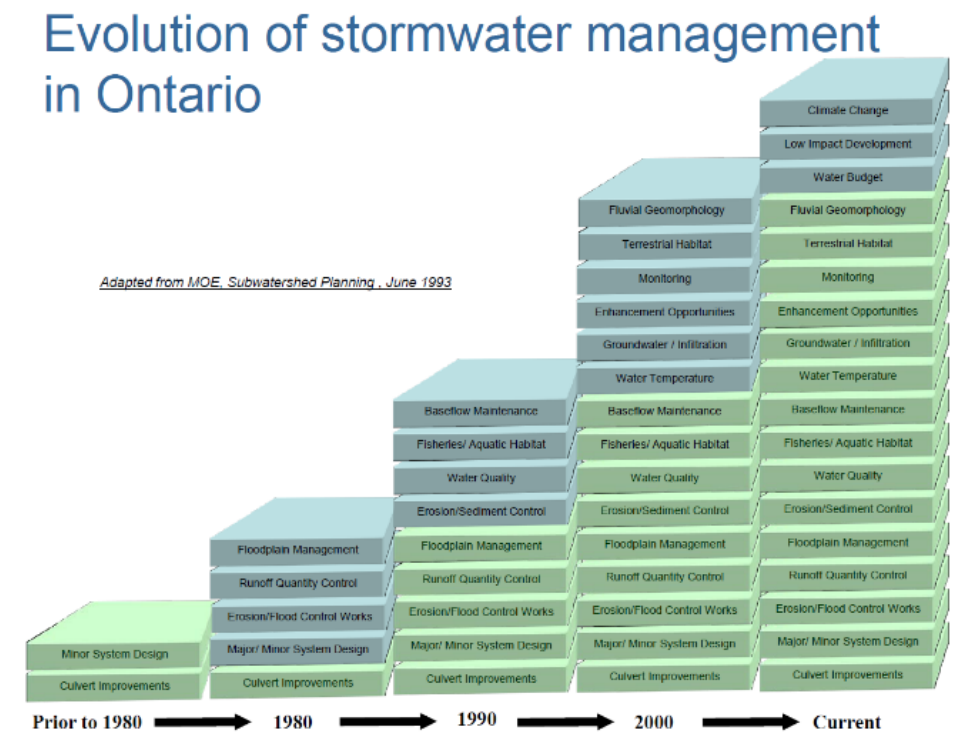 Evolution of stormwater management
in Ontario
Adapted from MOE, Subwatershed Planning , June 1993
Minor System Design
Culvert Improvements
Floodplain Management
Runoff Quantity Control
Erosion/Flood Control Works
Major/ Minor System Design
Culvert Improvements
Baseflow Maintenance
Fisheries/ Aquatic Habitat
Water Quality
Erosion/Sediment Control
Floodplain Management
Runoff Quantity Control
Erosion/Flood Control Works
Major/ Minor System Design
Culvert Improvements
Fluvial Geomorphology
Terrestrial Habitat
Monitoring
Enhancement Opportunities
Groundwater / Infiltration
Water Temperature
Baseflow Maintenance
Fisheries/ Aquatic Habitat
Water Quality
Erosion/Sediment Control
Floodplain Management
Runoff Quantity Control
Erosion/Flood Control Works
Major/ Minor System Design
Culvert Improvements
Climate Change
Low Impact Development
Water Budget
Fluvial Geomorphology
Terrestrial Habitat
Monitoring
Enhancement Opportunities
Groundwater / Infiltration
Water Temperature
Baseflow Maintenance
Fisheries/ Aquatic Habitat
Water Quality
Erosion/Sediment Control
Floodplain Management
Runoff Quantity Control
Erosion/Flood Control Works
Major/ Minor System Design
Culvert Improvements
Prior to 1980 1980 1990 2000 Current